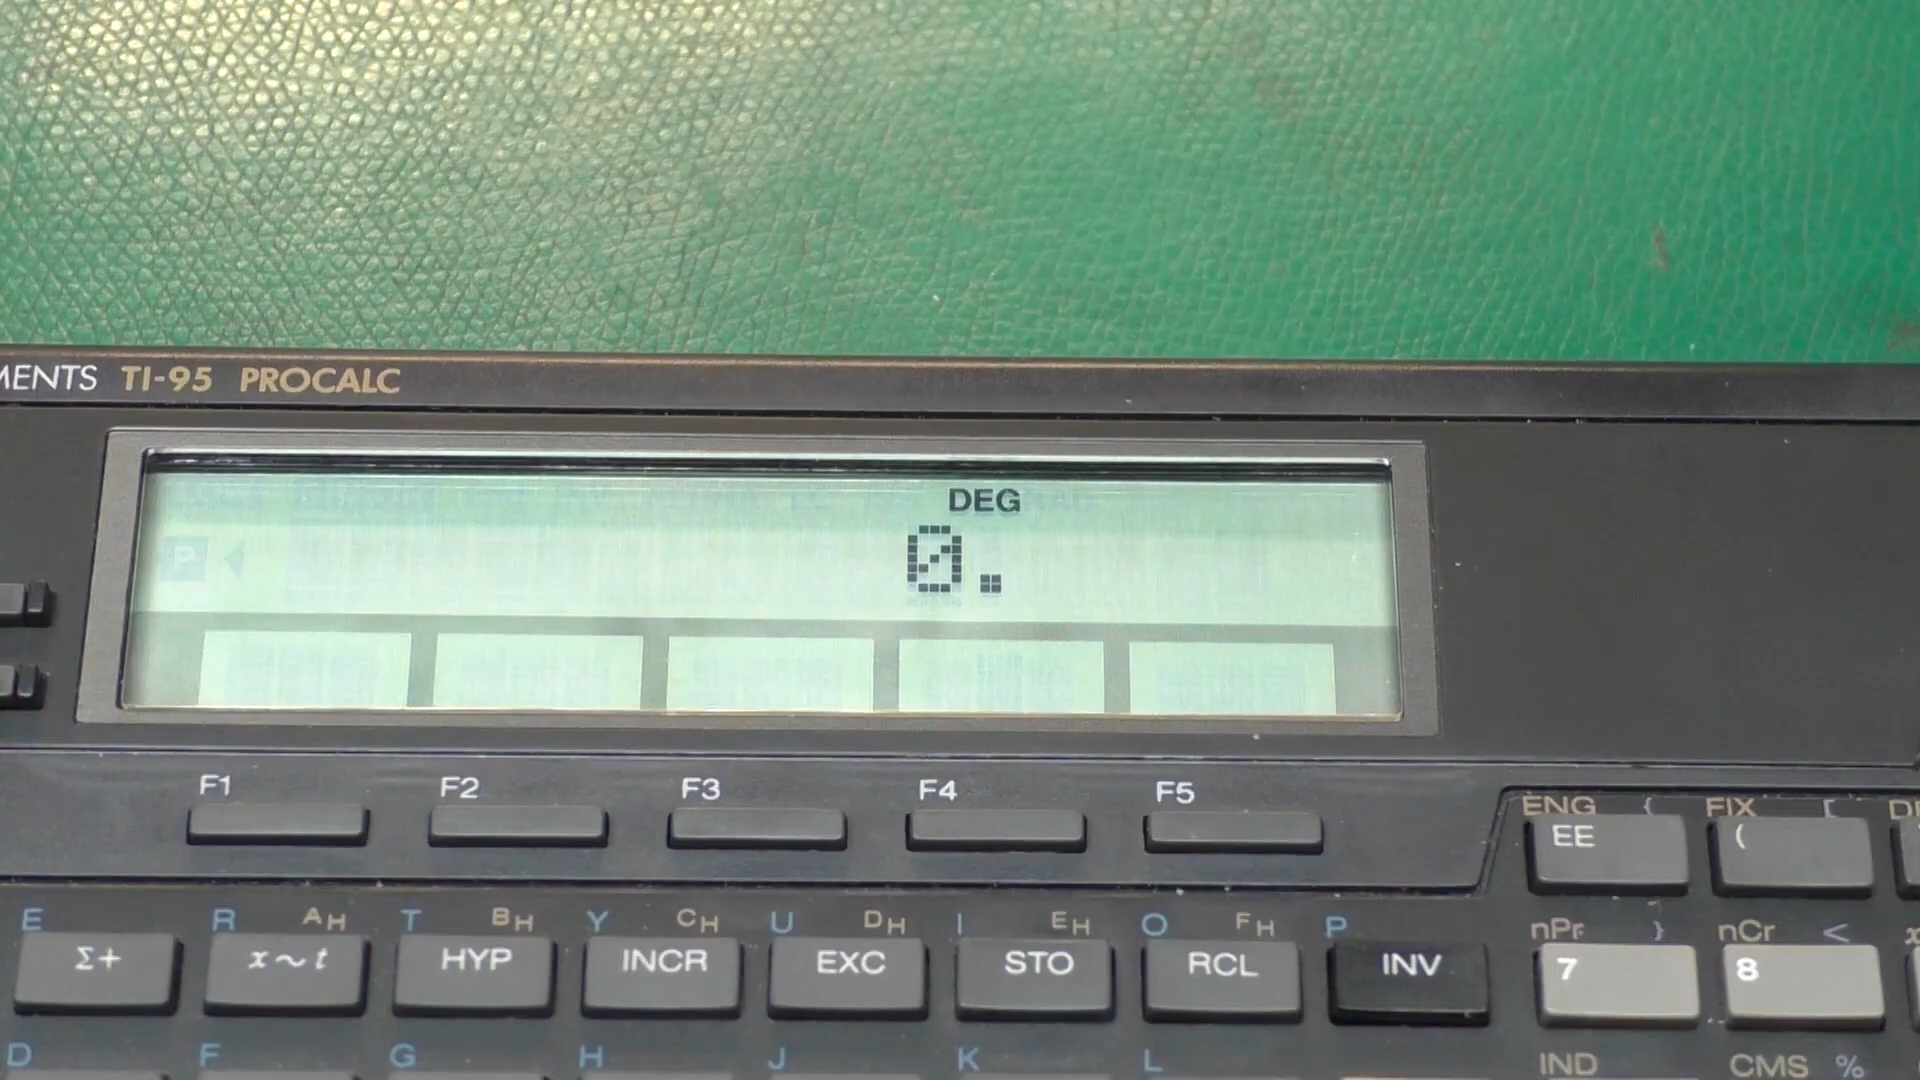 MENTS TI-95 PROCALC
DEG
0.
F1 F2 F3 F4 F5
ENG { FIX [
EE (
E R AH T BH Y CH U DH I EH O FH P nPr } nCr <
Σ+ x~t HYP INCR EXC STO RCL INV 7 8
D F G H J K L IND CMS %